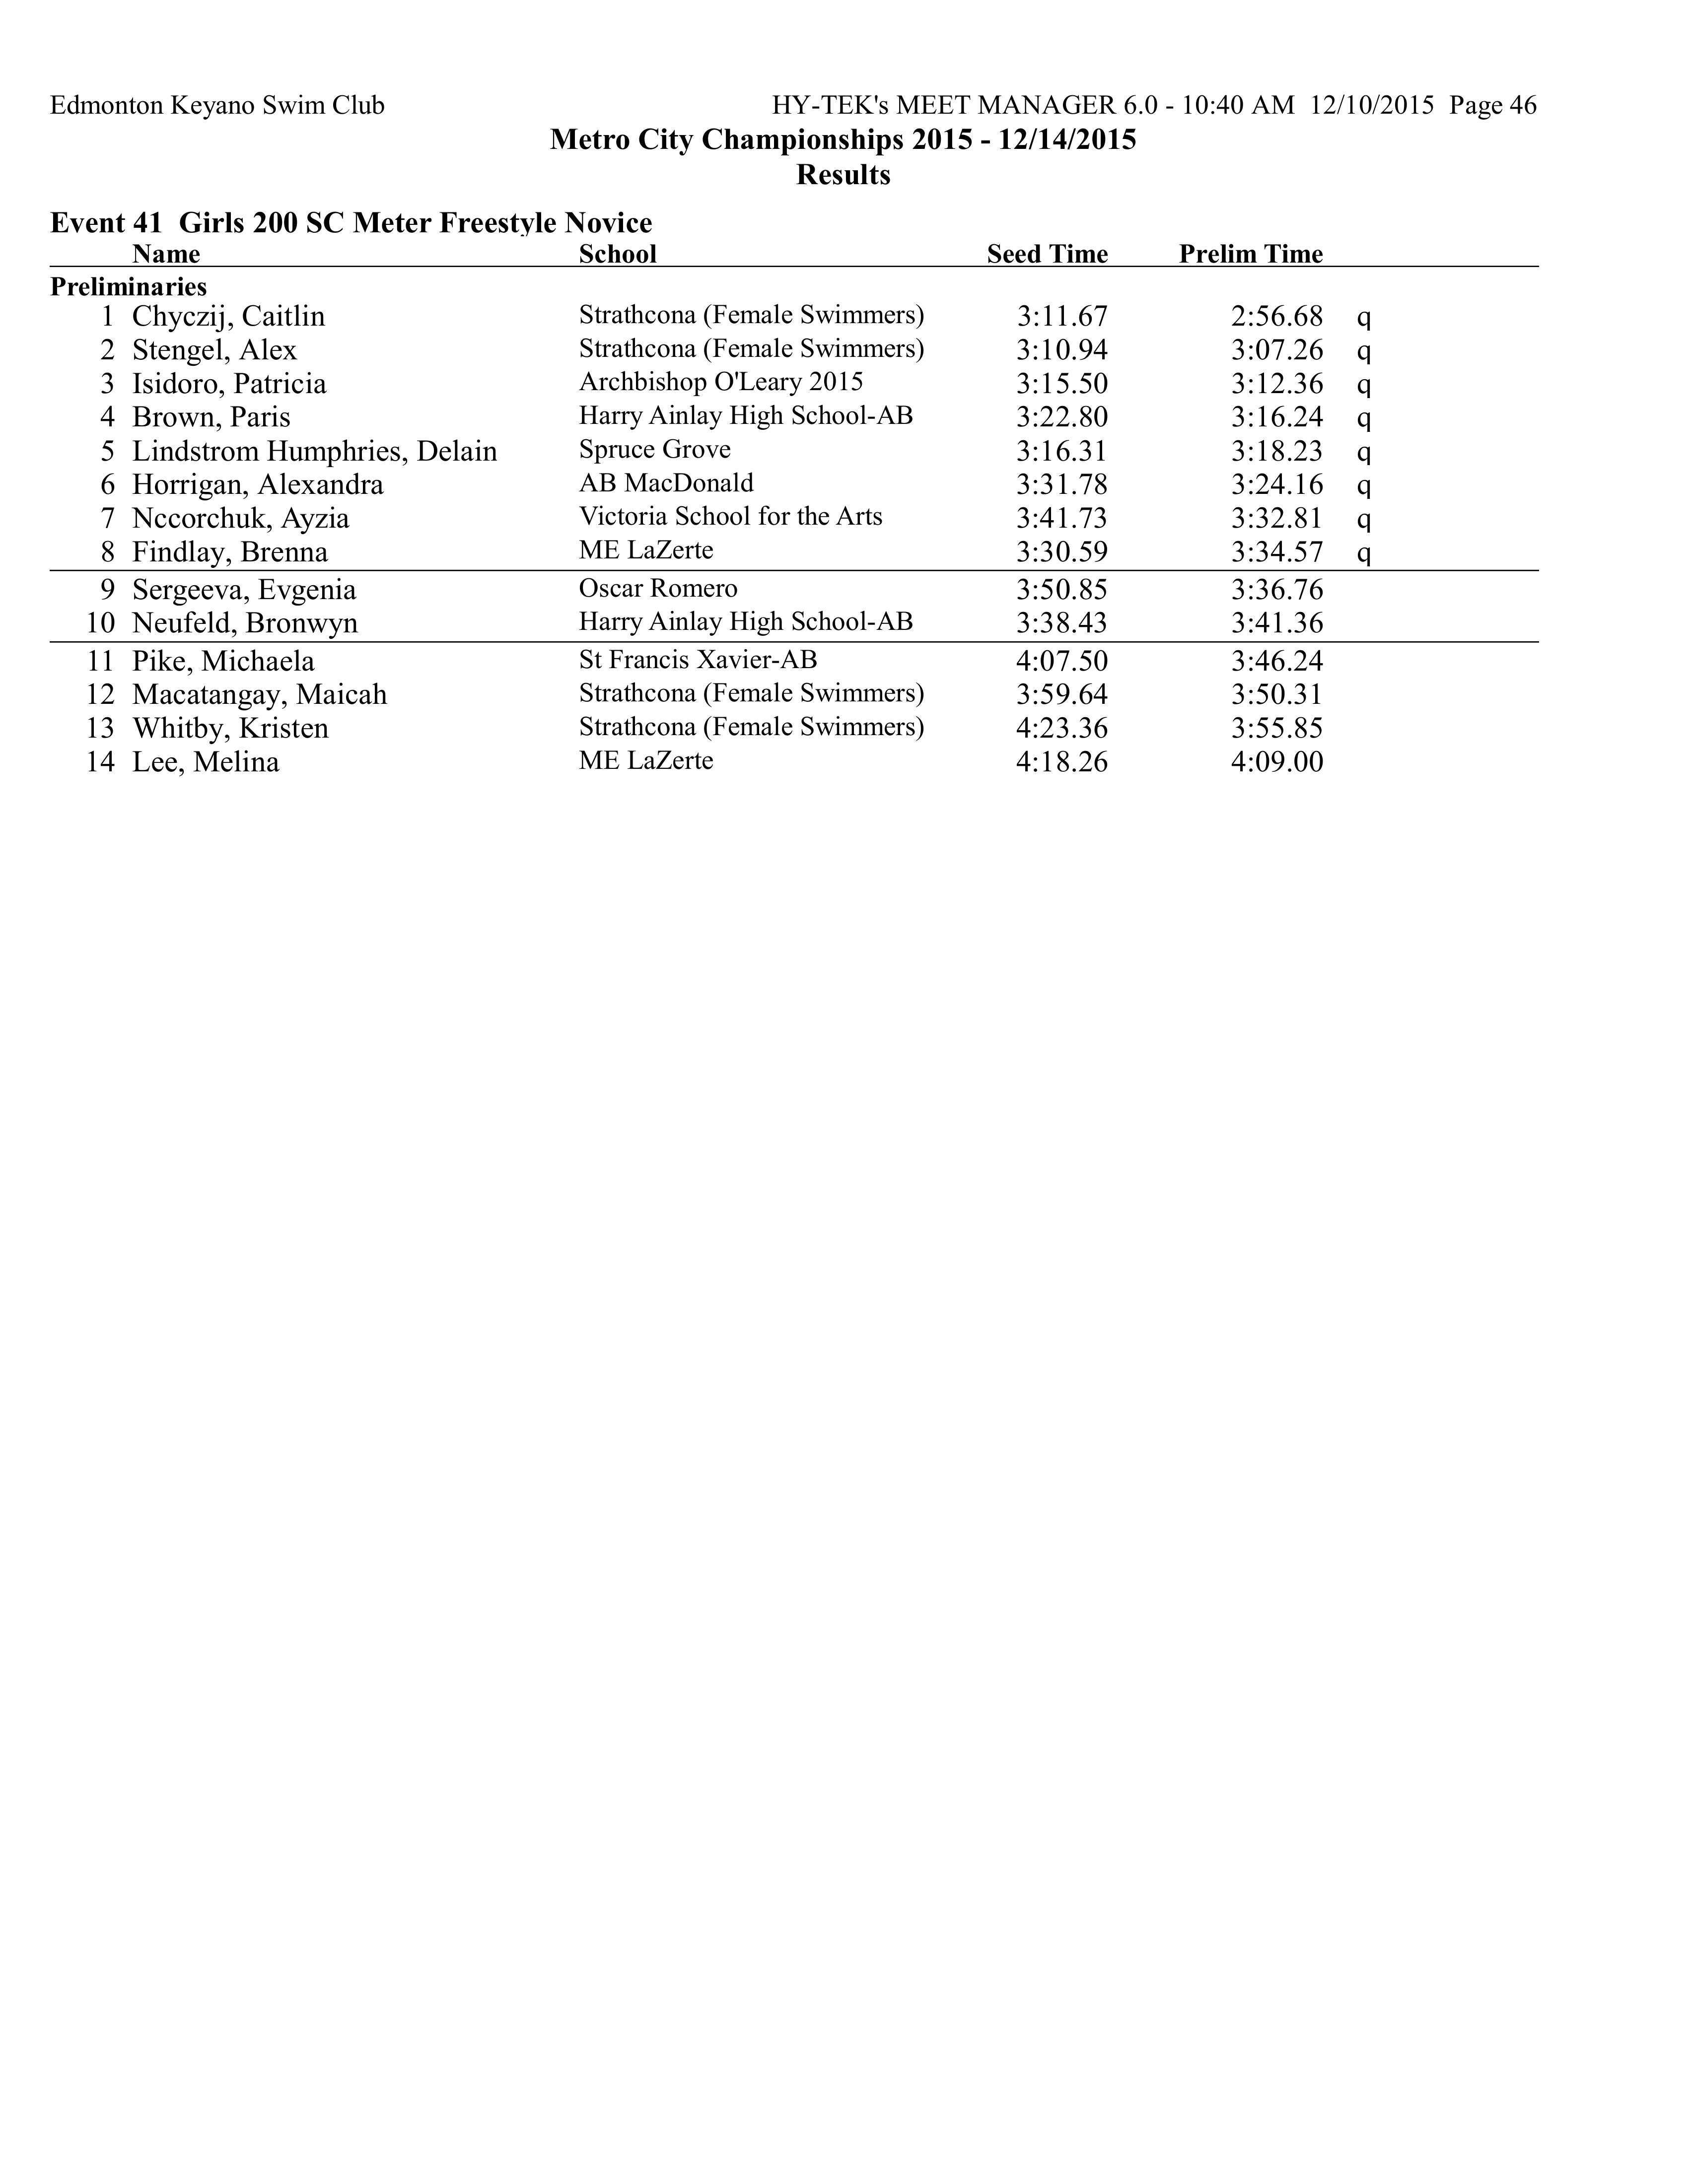 Edmonton Keyano Swim Club HY-TEK's MEET MANAGER 6.0 - 10:40 AM 12/10/2015 Page 46
Metro City Championships 2015 - 12/14/2015
Results
Event 41 Girls 200 SC Meter Freestyle Novice
Name School Seed Time Prelim Time
Preliminaries
1 Chyczij, Caitlin Strathcona (Female Swimmers) 3:11.67 2:56.68 q
2 Stengel, Alex Strathcona (Female Swimmers) 3:10.94 3:07.26 q
3 Isidoro, Patricia Archbishop O'Leary 2015 3:15.50 3:12.36 q
4 Brown, Paris Harry Ainlay High School-AB 3:22.80 3:16.24 q
5 Lindstrom Humphries, Delain Spruce Grove 3:16.31 3:18.23 q
6 Horrigan, Alexandra AB MacDonald 3:31.78 3:24.16 q
7 Nccorchuk, Ayzia Victoria School for the Arts 3:41.73 3:32.81 q
8 Findlay, Brenna ME LaZerte 3:30.59 3:34.57 q
9 Sergeeva, Evgenia Oscar Romero 3:50.85 3:36.76
10 Neufeld, Bronwyn Harry Ainlay High School-AB 3:38.43 3:41.36
11 Pike, Michaela St Francis Xavier-AB 4:07.50 3:46.24
12 Macatangay, Maicah Strathcona (Female Swimmers) 3:59.64 3:50.31
13 Whitby, Kristen Strathcona (Female Swimmers) 4:23.36 3:55.85
14 Lee, Melina ME LaZerte 4:18.26 4:09.00